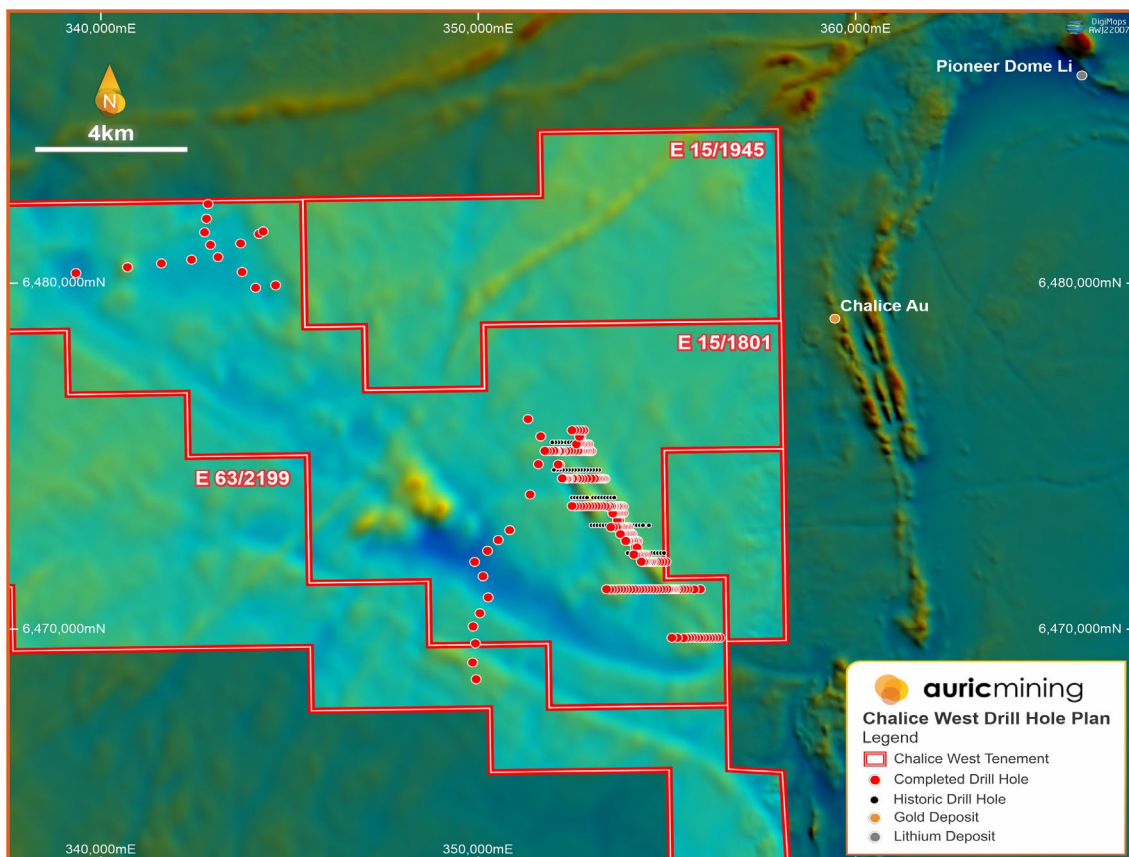 340,000mE
350,000mE
360,000mE
DigiMaps
AWJ22007
Pioneer Dome Li
N
4km
E 15/1945
6,480,000mN
6,480,000mN
Chalice Au
E 15/1801
E 63/2199
6,470,000mN
6,470,000mN
auricmining
Chalice West Drill Hole Plan
Legend
Chalice West Tenement
Completed Drill Hole
Historic Drill Hole
Gold Deposit
Lithium Deposit
340,000mE
350,000mE